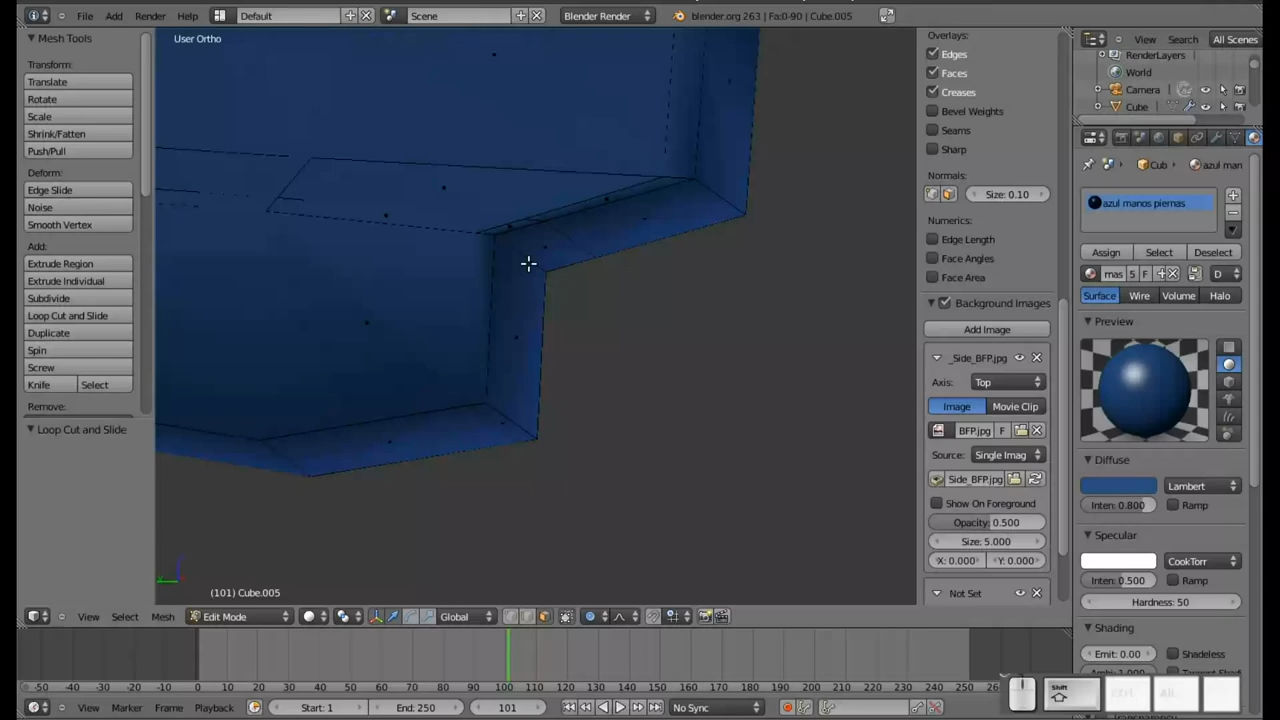 File Add Render Help Default Scene Blender Render blender.org 263 | Fa:0-90 | Cube.005
Mesh Tools
Transform:
Translate
Rotate
Scale
Shrink/Fatten
Push/Pull
Deform:
Edge Slide
Noise
Smooth Vertex
Add:
Extrude Region
Extrude Individual
Subdivide
Loop Cut and Slide
Duplicate
Spin
Screw
Knife Select
Remove:
Loop Cut and Slide
User Ortho
(101) Cube.005
View Select Mesh Edit Mode Global
Overlays:
Edges
Faces
Creases
Bevel Weights
Seams
Sharp
Normals:
Size: 0.10
Numerics:
Edge Length
Face Angles
Face Area
Background Images
Add Image
_Side_BFP.jpg
Axis: Top
Image Movie Clip
BFP.jpg F
Source: Single Imag
Side_BFP.jpg
Show On Foreground
Opacity: 0.500
Size: 5.000
X: 0.000 Y: 0.000
Not Set
View Search All Scenes
RenderLayers
World
Camera
Cube
Cub azul man
azul manos piernas
Assign Select Deselect
mas 5 F D
Surface Wire Volume Halo
Preview
Diffuse
Lambert
Inten: 0.800 Ramp
Specular
CookTorr
Inten: 0.500 Ramp
Hardness: 50
Shading
Emit: 0.00 Shadeless
-50 -40 -30 -20 -10 0 10 20 30 40 50 60 70 80 90 100 110 120 130 140 150 160 170 180 190 200 210 220 230 240 250 26
View Marker Frame Playback Start: 1 End: 250 101 No Sync
Shift Ctrl Alt